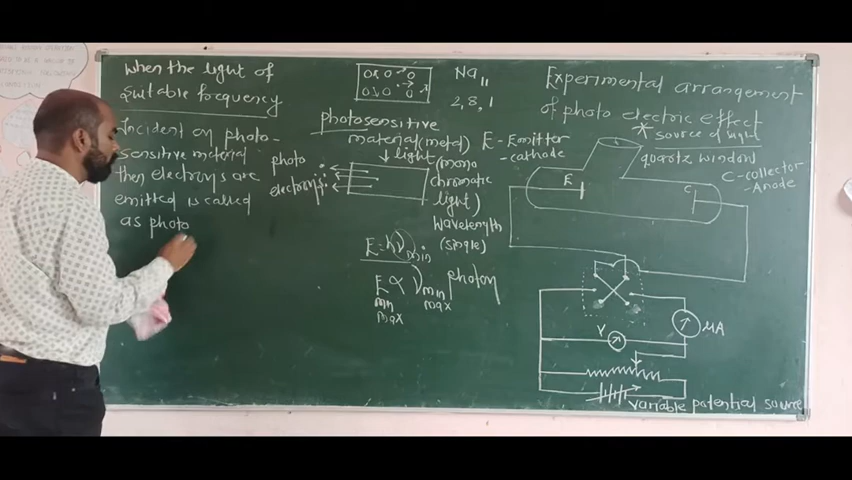 When the light of
Suitable frequency
Incident on photo-
sensitive material
then electrons are
emitted is called
as photo
Na 11
2,8,1
photosensitive
material(metal)
light(mono
chromatic
light)
wavelength
(single)
photo
electrons
E=hν min
E ∝ ν min photon
min max
max
Experimental arrangement
of photo electric effect
* source of light
E - Emitter
- cathode
quartz window
C - collector
- Anode
E
C
V
μA
variable potential source